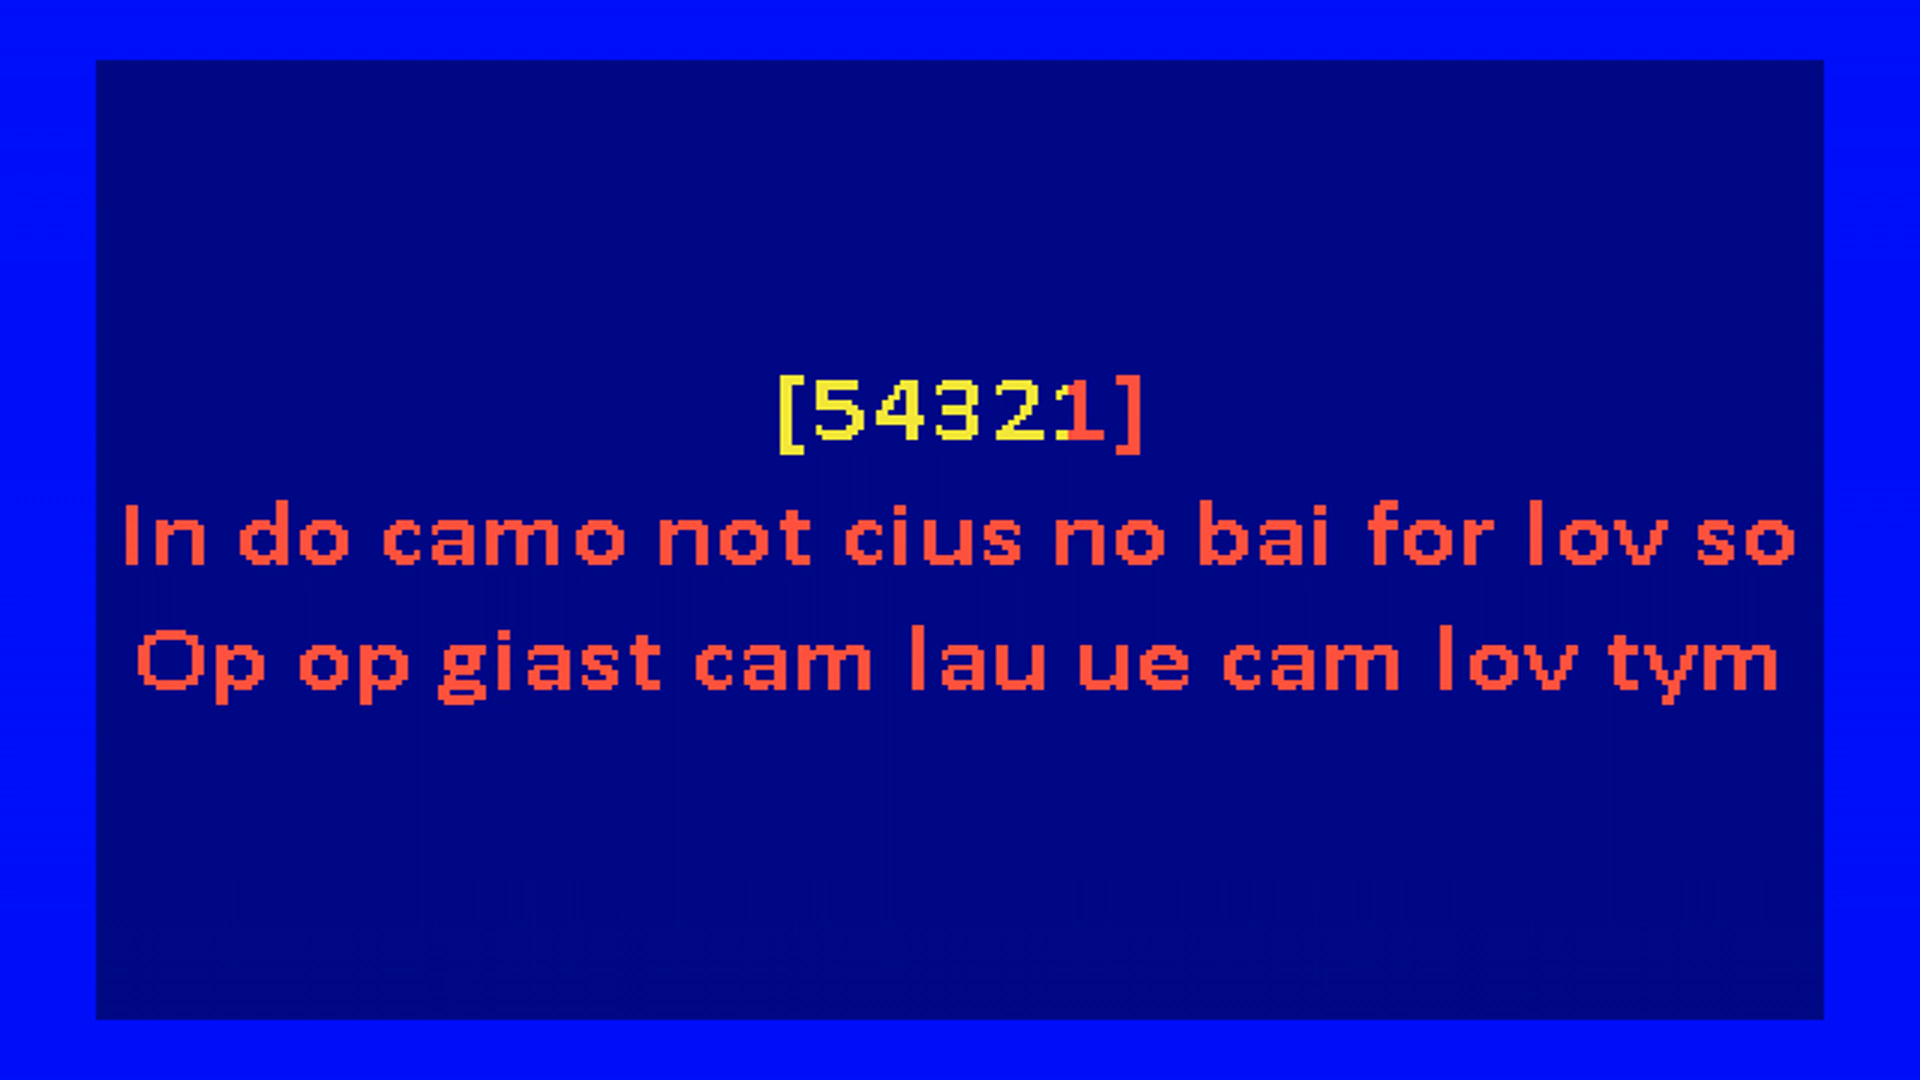 [54321]
In do camo not cius no bai for lov so
Op op giast cam lau ue cam lov tym